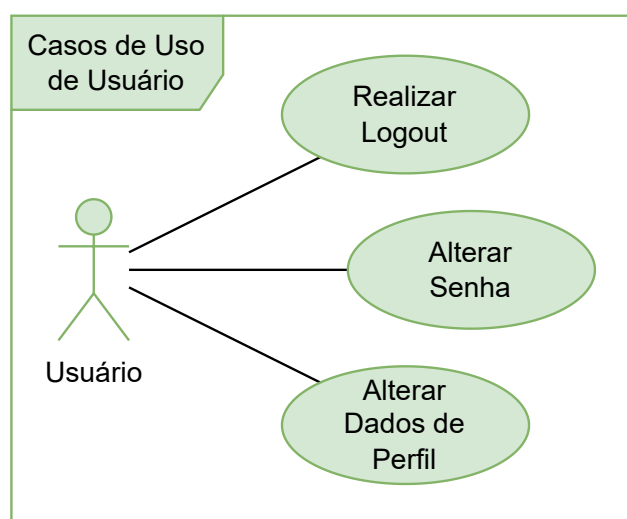 Casos de Uso
de Usuário
Realizar
Logout
Alterar
Senha
Usuário
Alterar
Dados de
Perfil